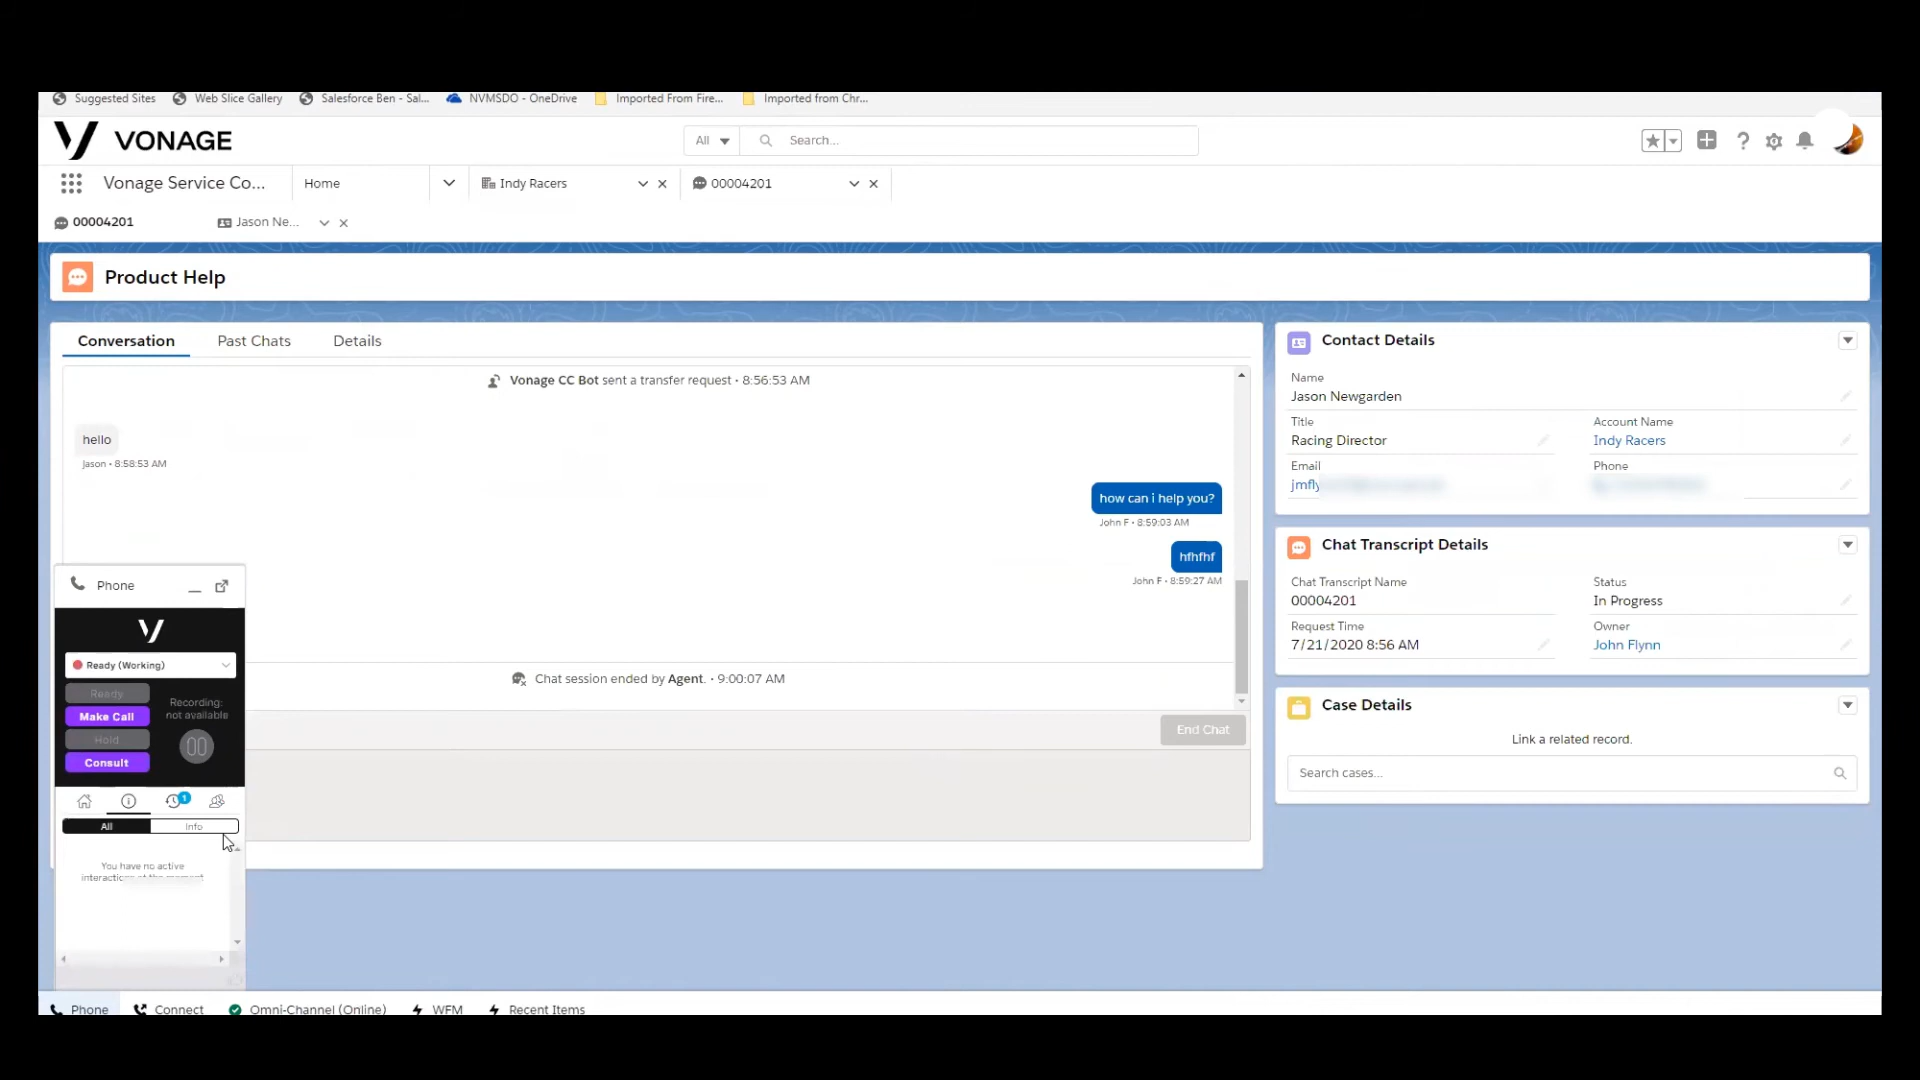 Suggested Sites Web Slice Gallery Salesforce Ben - Sal... NVMSDO - OneDrive Imported From Fire... Imported from Chr...
VONAGE All Search...
Vonage Service Co... Home Indy Racers 00004201
00004201 Jason Ne...
Product Help
Conversation Past Chats Details
Vonage CC Bot sent a transfer request • 8:56:53 AM
hello
Jason • 8:58:53 AM
how can i help you?
John F • 8:59:03 AM
hfhfhf
John F • 8:59:27 AM
Chat session ended by Agent. • 9:00:07 AM
End Chat
Phone
Ready (Working)
Ready
Make Call
Hold
Consult
Recording:
not available
1
All Info
You have no active
interactions at the moment
Contact Details
Name
Jason Newgarden
Title Account Name
Racing Director Indy Racers
Email Phone
jmfly
Chat Transcript Details
Chat Transcript Name Status
00004201 In Progress
Request Time Owner
7/21/2020 8:56 AM John Flynn
Case Details
Link a related record.
Search cases...
Phone Connect Omni-Channel (Online) WFM Recent Items